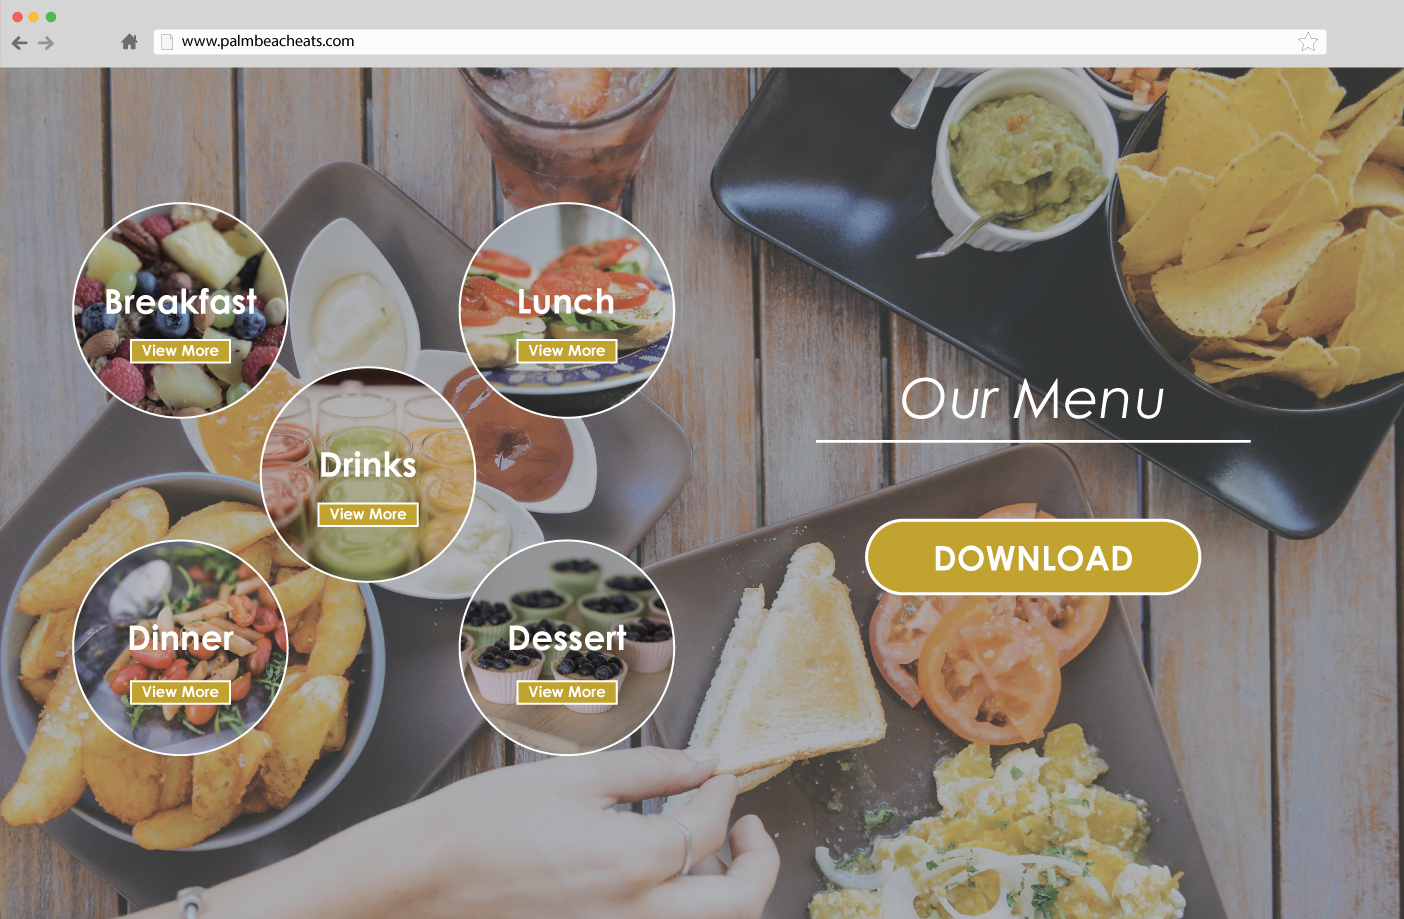 www.palmbeacheats.com
Breakfast
View More
Lunch
View More
Drinks
View More
Dinner
View More
Dessert
View More
Our Menu
DOWNLOAD